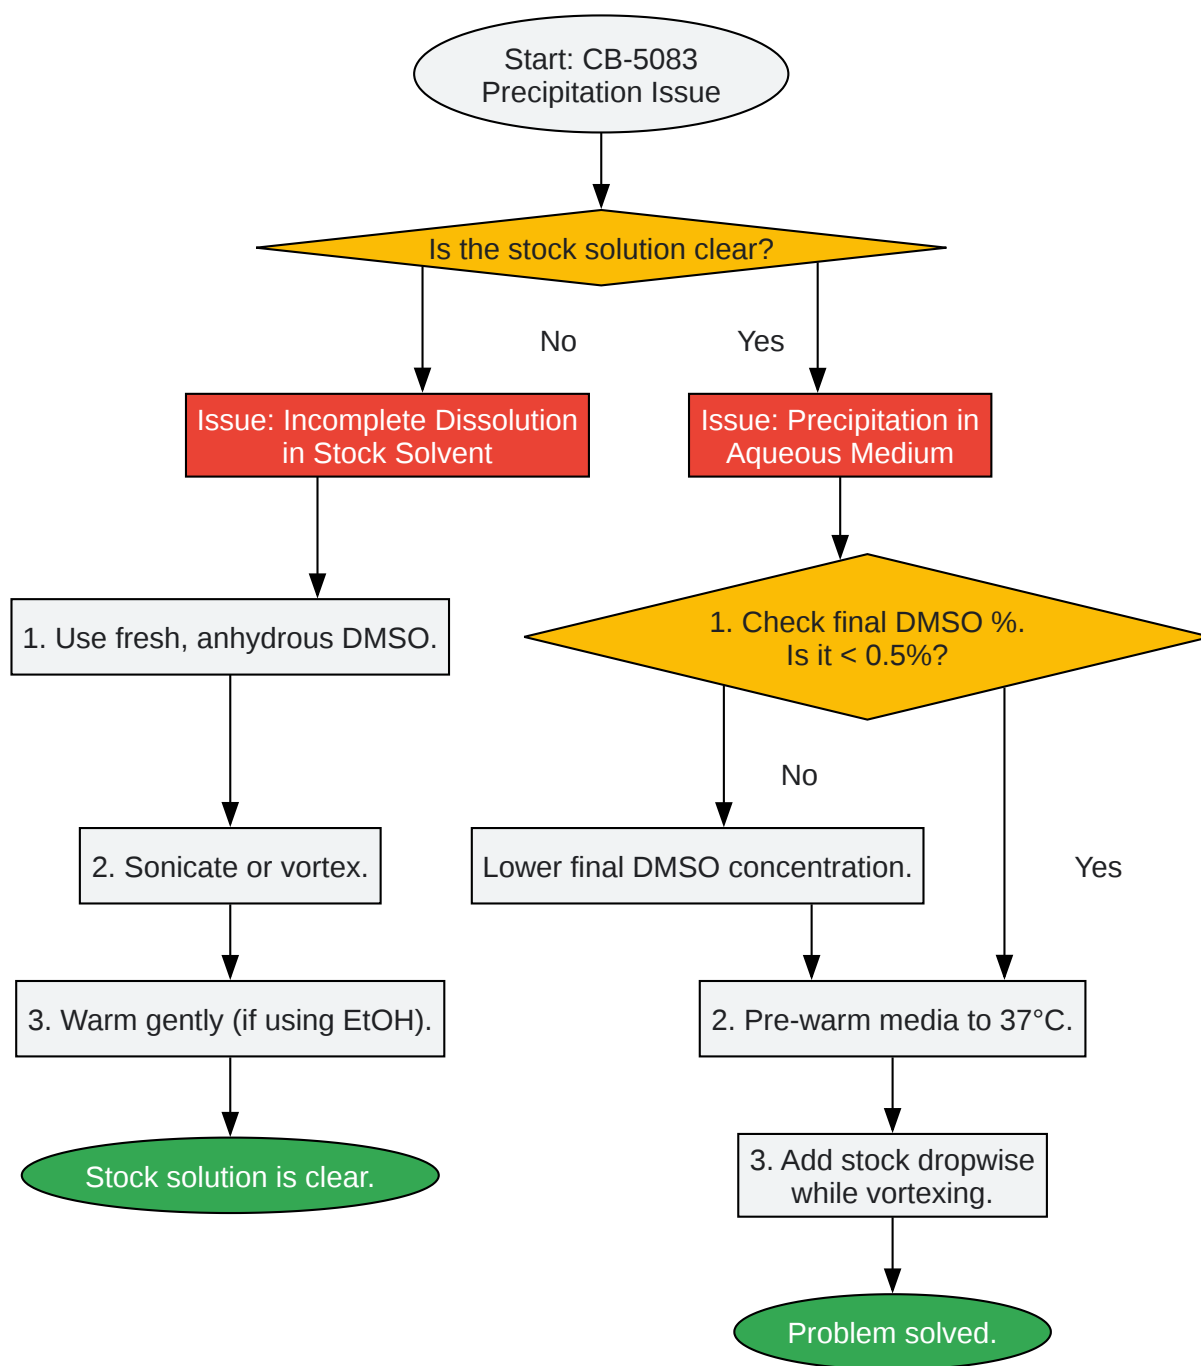 Start: CB-5083
Precipitation Issue
Is the stock solution clear?
No
Yes
Issue: Incomplete Dissolution
in Stock Solvent
Issue: Precipitation in
Aqueous Medium
1. Use fresh, anhydrous DMSO.
1. Check final DMSO %.
Is it < 0.5%?
No
2. Sonicate or vortex.
Lower final DMSO concentration.
Yes
3. Warm gently (if using EtOH).
2. Pre-warm media to 37°C.
Stock solution is clear.
3. Add stock dropwise
while vortexing.
Problem solved.